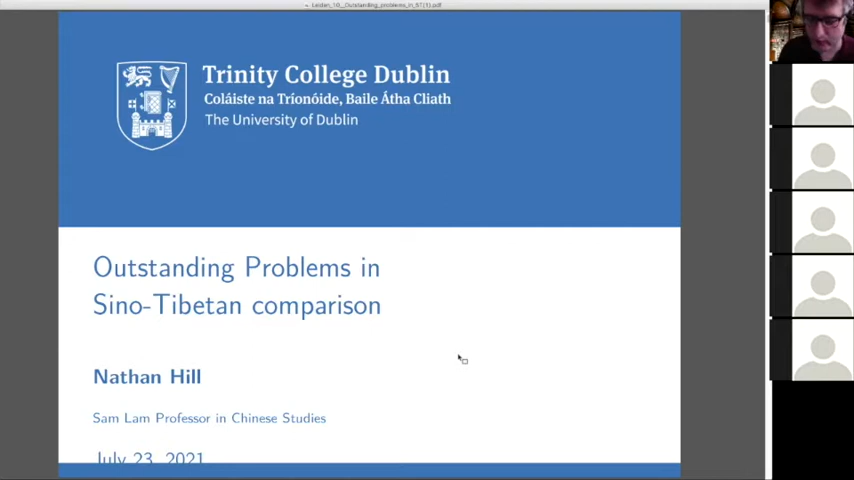 Leiden_10__Outstanding_problems_in_ST(1).pdf
Trinity College Dublin
Coláiste na Tríonóide, Baile Átha Cliath
The University of Dublin
Outstanding Problems in
Sino-Tibetan comparison
Nathan Hill
Sam Lam Professor in Chinese Studies
July 23, 2021